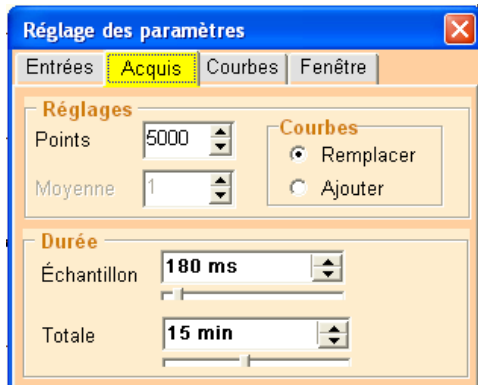 Réglage des paramètres
Entrées Acquis Courbes Fenêtre
Réglages
Points 5000
Moyenne 1
Courbes
Remplacer
Ajouter
Durée
Échantillon 180 ms
Totale 15 min